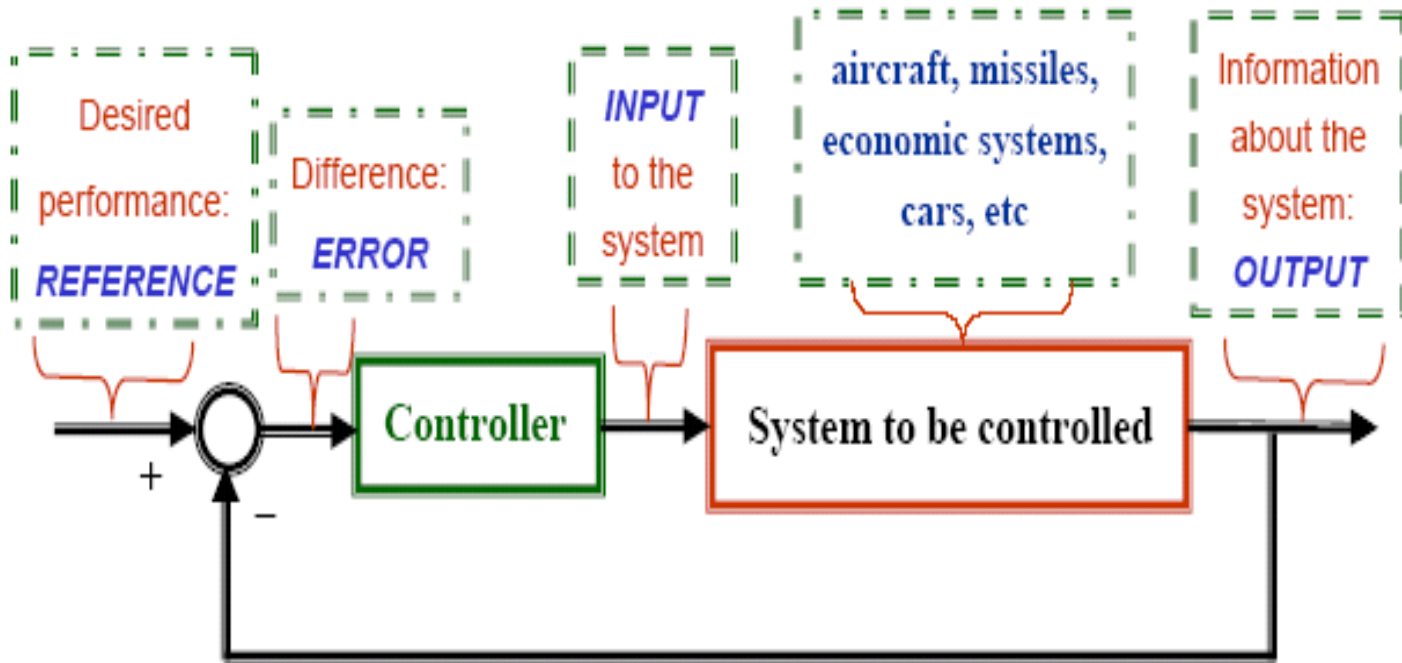 Desired
performance:
REFERENCE
Difference:
ERROR
INPUT
to the
system
aircraft, missiles,
economic systems,
cars, etc
Information
about the
system:
OUTPUT
Controller
System to be controlled
+
−